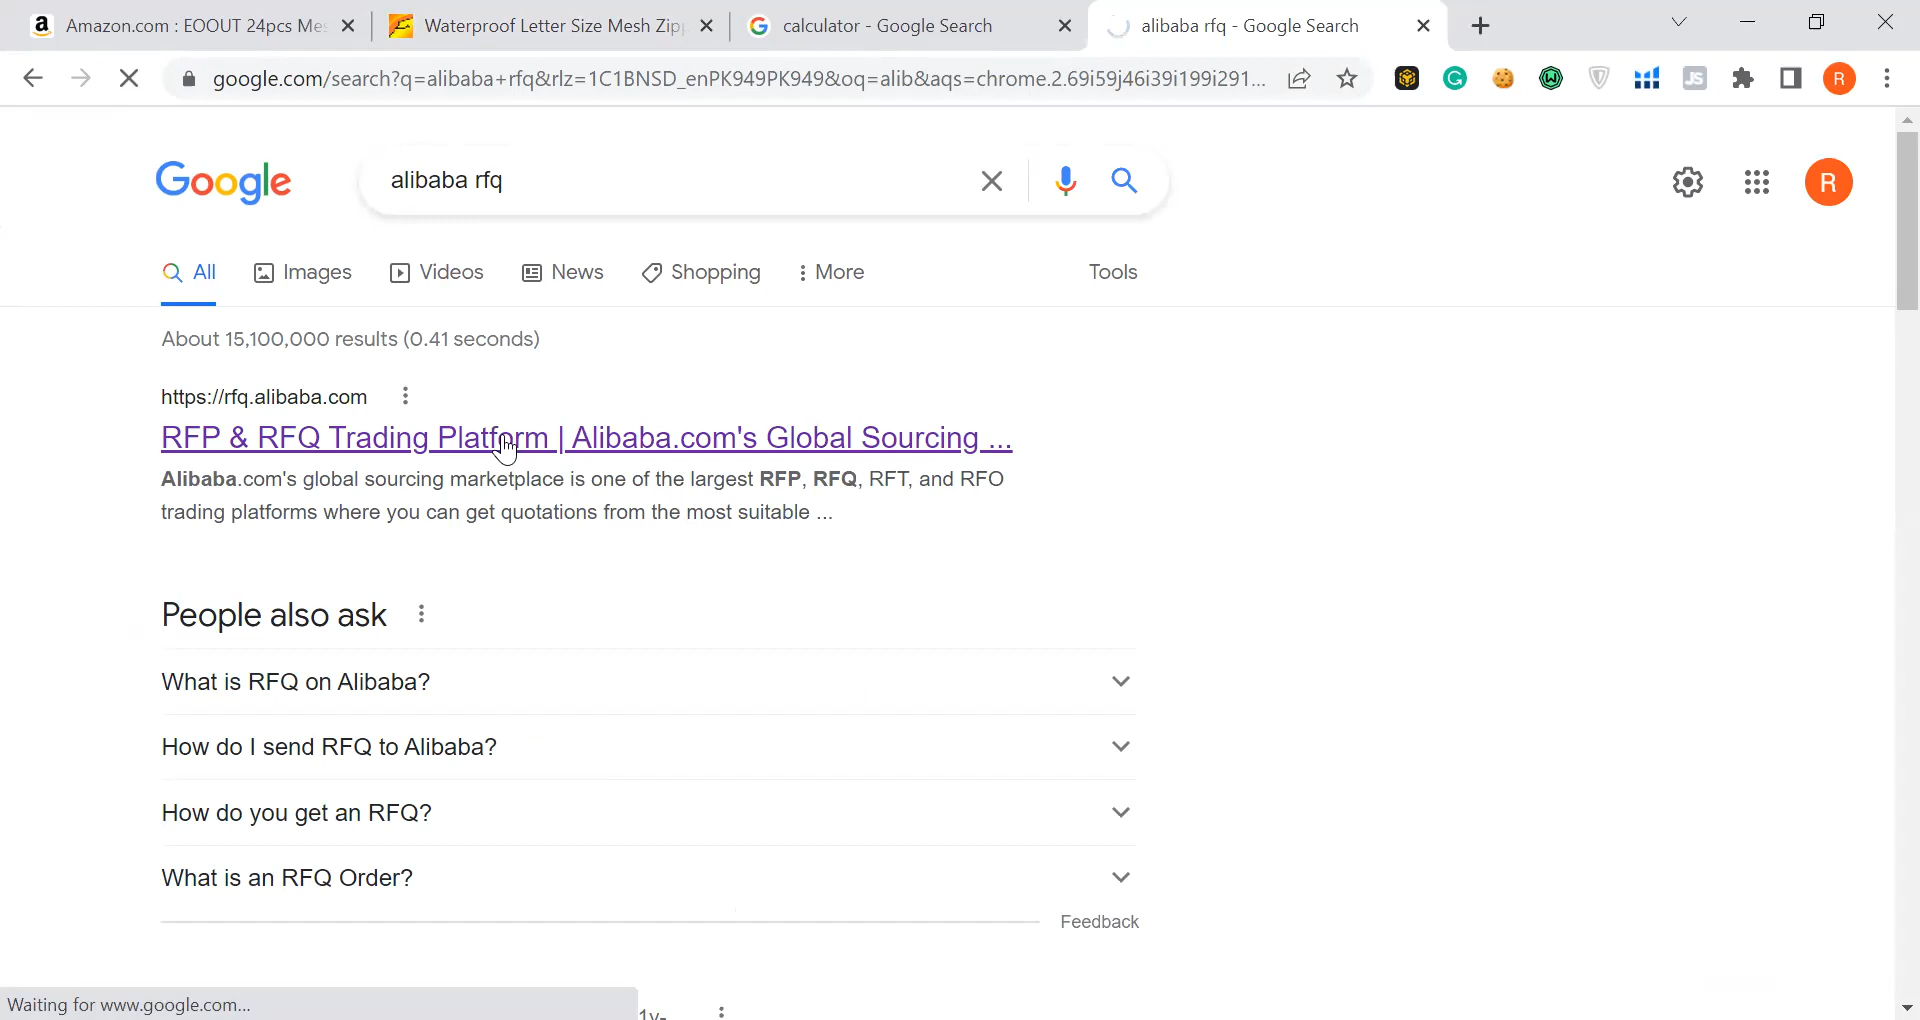 Amazon.com : EOOUT 24pcs Mes
Waterproof Letter Size Mesh Zipp
calculator - Google Search
alibaba rfq - Google Search
google.com/search?q=alibaba+rfq&rlz=1C1BNSD_enPK949PK949&oq=alib&aqs=chrome.2.69i59j46i39i199i291...
JS
R
Google
alibaba rfq
R
All
Images
Videos
News
Shopping
More
Tools
About 15,100,000 results (0.41 seconds)
https://rfq.alibaba.com
RFP & RFQ Trading Platform | Alibaba.com's Global Sourcing ...
Alibaba.com's global sourcing marketplace is one of the largest RFP, RFQ, RFT, and RFO
trading platforms where you can get quotations from the most suitable ...
People also ask
What is RFQ on Alibaba?
How do I send RFQ to Alibaba?
How do you get an RFQ?
What is an RFQ Order?
Feedback
Waiting for www.google.com...